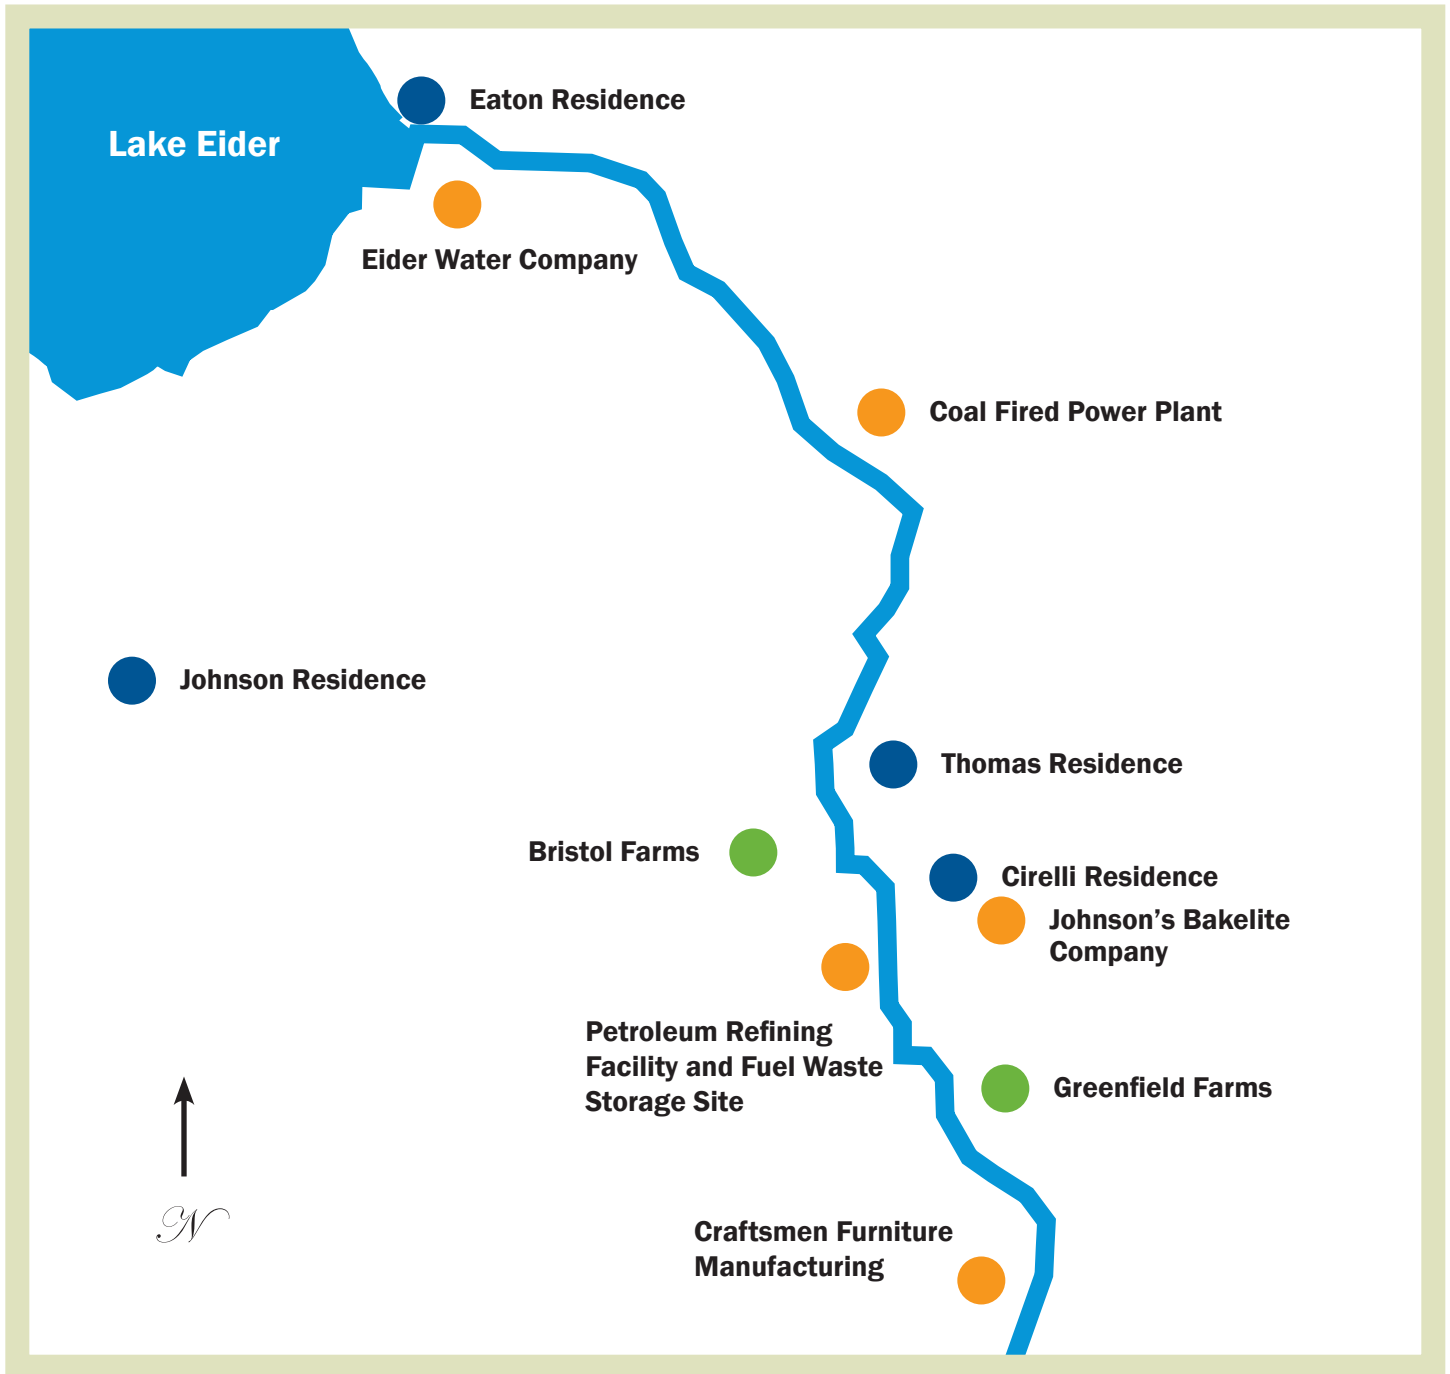 Eaton Residence
Lake Eider
Eider Water Company
Coal Fired Power Plant
Johnson Residence
Thomas Residence
Bristol Farms
Cirelli Residence
Johnson’s Bakelite
Company
Petroleum Refining
Facility and Fuel Waste
Storage Site
Greenfield Farms
N
Craftsmen Furniture
Manufacturing